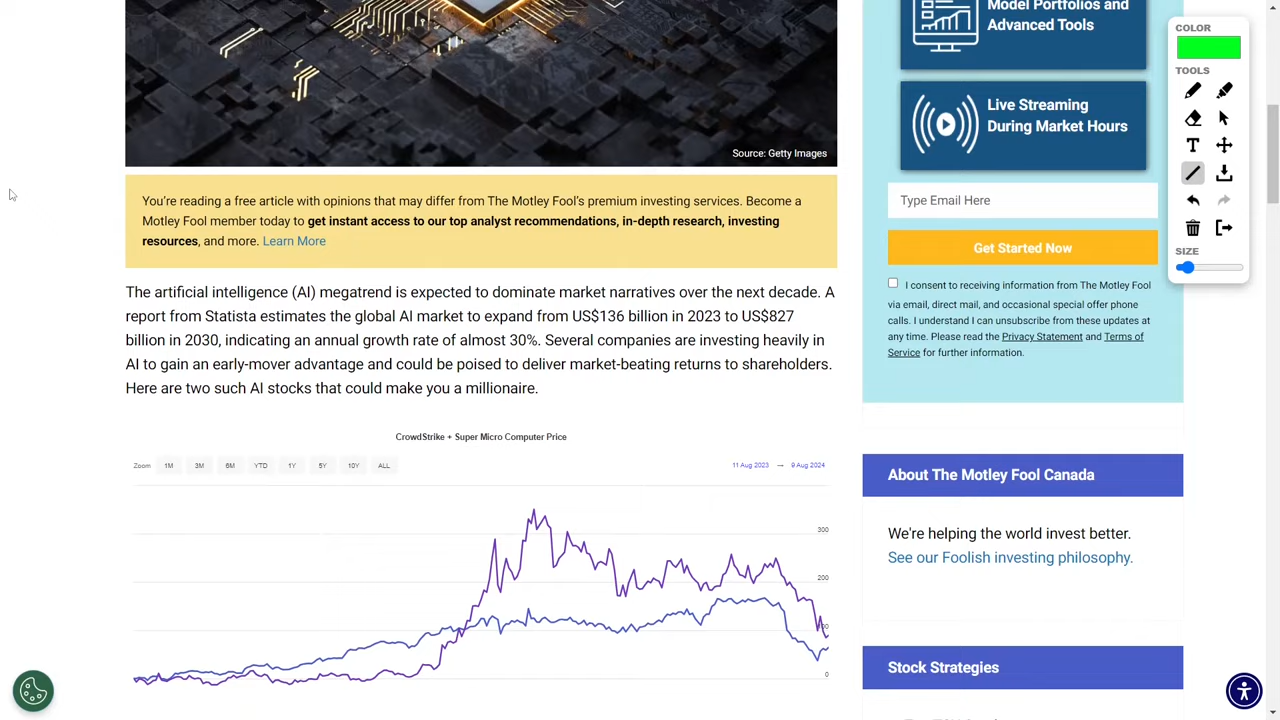 Model Portfolios and
Advanced Tools
Live Streaming
During Market Hours
Source: Getty Images
You're reading a free article with opinions that may differ from The Motley Fool's premium investing services. Become a
Motley Fool member today to get instant access to our top analyst recommendations, in-depth research, investing
resources, and more. Learn More
The artificial intelligence (AI) megatrend is expected to dominate market narratives over the next decade. A
report from Statista estimates the global AI market to expand from US$136 billion in 2023 to US$827
billion in 2030, indicating an annual growth rate of almost 30%. Several companies are investing heavily in
AI to gain an early-mover advantage and could be poised to deliver market-beating returns to shareholders.
Here are two such AI stocks that could make you a millionaire.
CrowdStrike + Super Micro Computer Price
Zoom 1M 3M 6M YTD 1Y 5Y 10Y ALL
11 Aug 2023 → 9 Aug 2024
300
200
100
0
Type Email Here
Get Started Now
I consent to receiving information from The Motley Fool
via email, direct mail, and occasional special offer phone
calls. I understand I can unsubscribe from these updates at
any time. Please read the Privacy Statement and Terms of
Service for further information.
About The Motley Fool Canada
We're helping the world invest better.
See our Foolish investing philosophy.
Stock Strategies
COLOR
TOOLS
T
SIZE